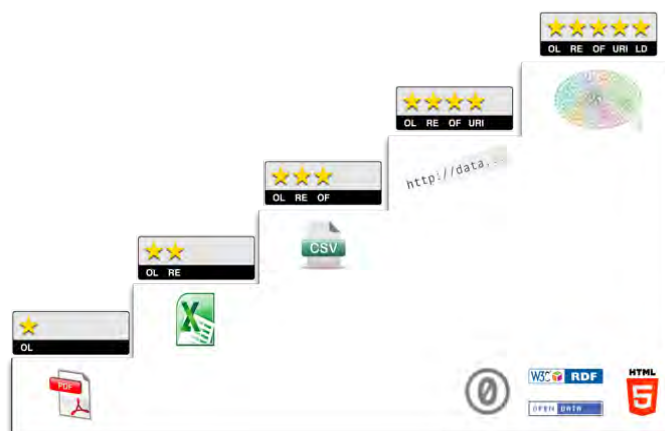 OL RE OF URI LD
OL RE OF URI
http://data..
OL RE OF
CSV
OL RE
X
OL
PDF
0
W3C RDF
HTML
5
OPEN DATA